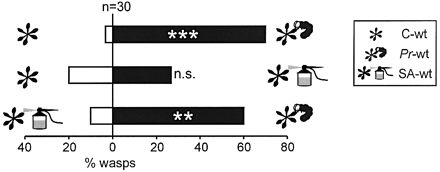 n=30
***
n.s.
**
40 20 0 20 40 60 80
% wasps
C-wt
Pr-wt
SA-wt